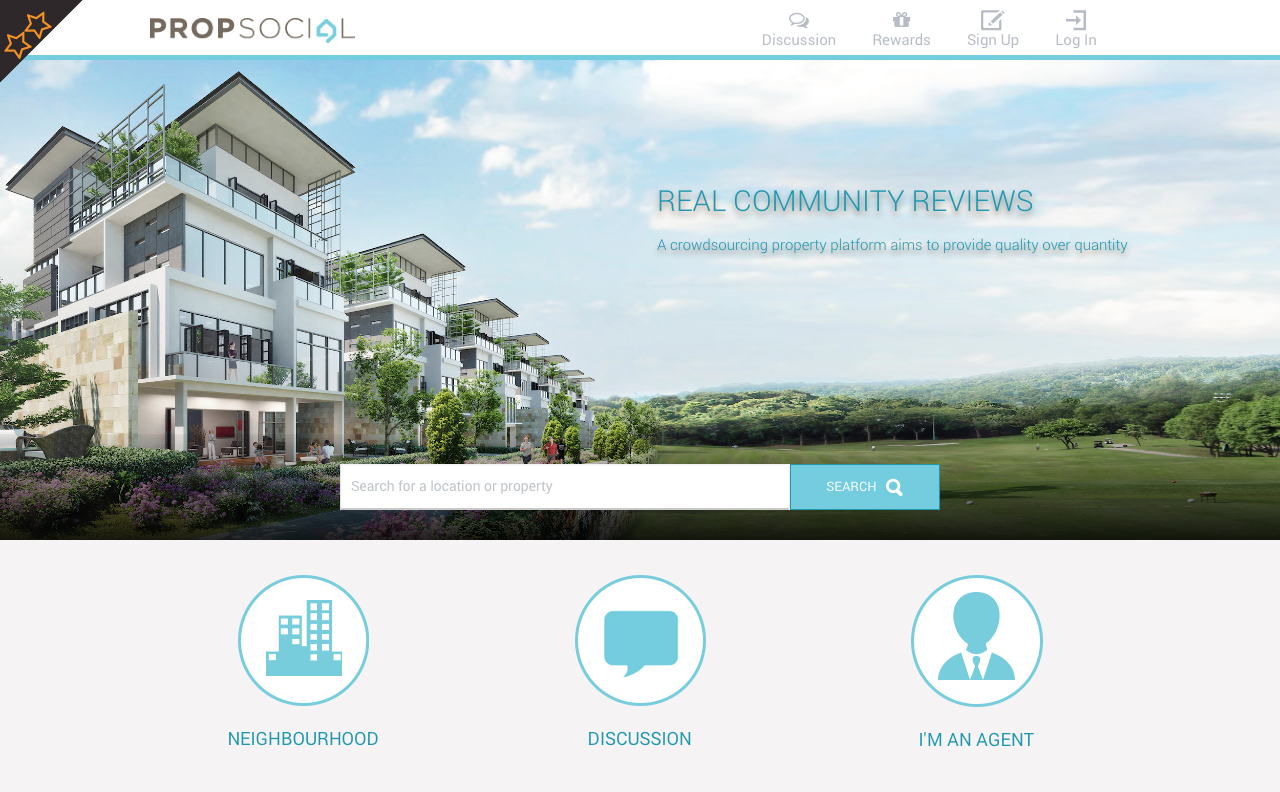 PROPSOCIAL
Discussion
Rewards
Sign Up
Log In
REAL COMMUNITY REVIEWS
A crowdsourcing property platform aims to provide quality over quantity
Search for a location or property
SEARCH
NEIGHBOURHOOD
DISCUSSION
I'M AN AGENT